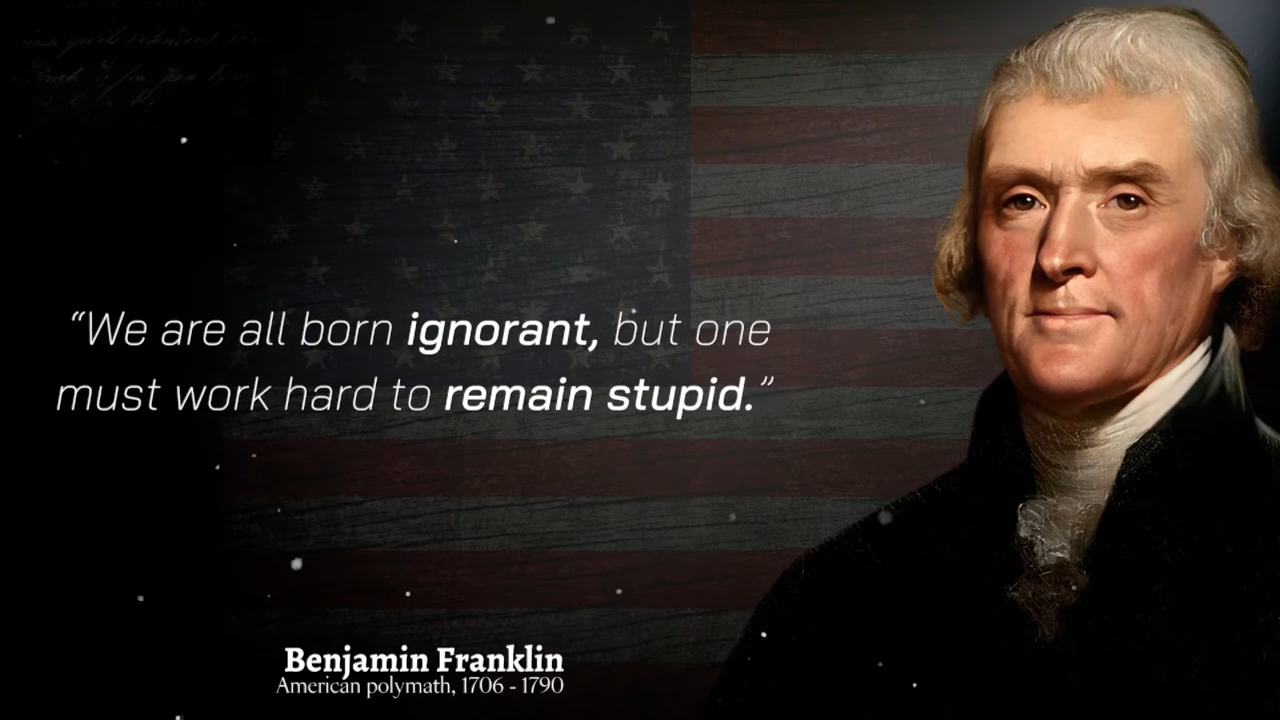 “We are all born ignorant, but one
must work hard to remain stupid.”
Benjamin Franklin
American polymath, 1706 - 1790